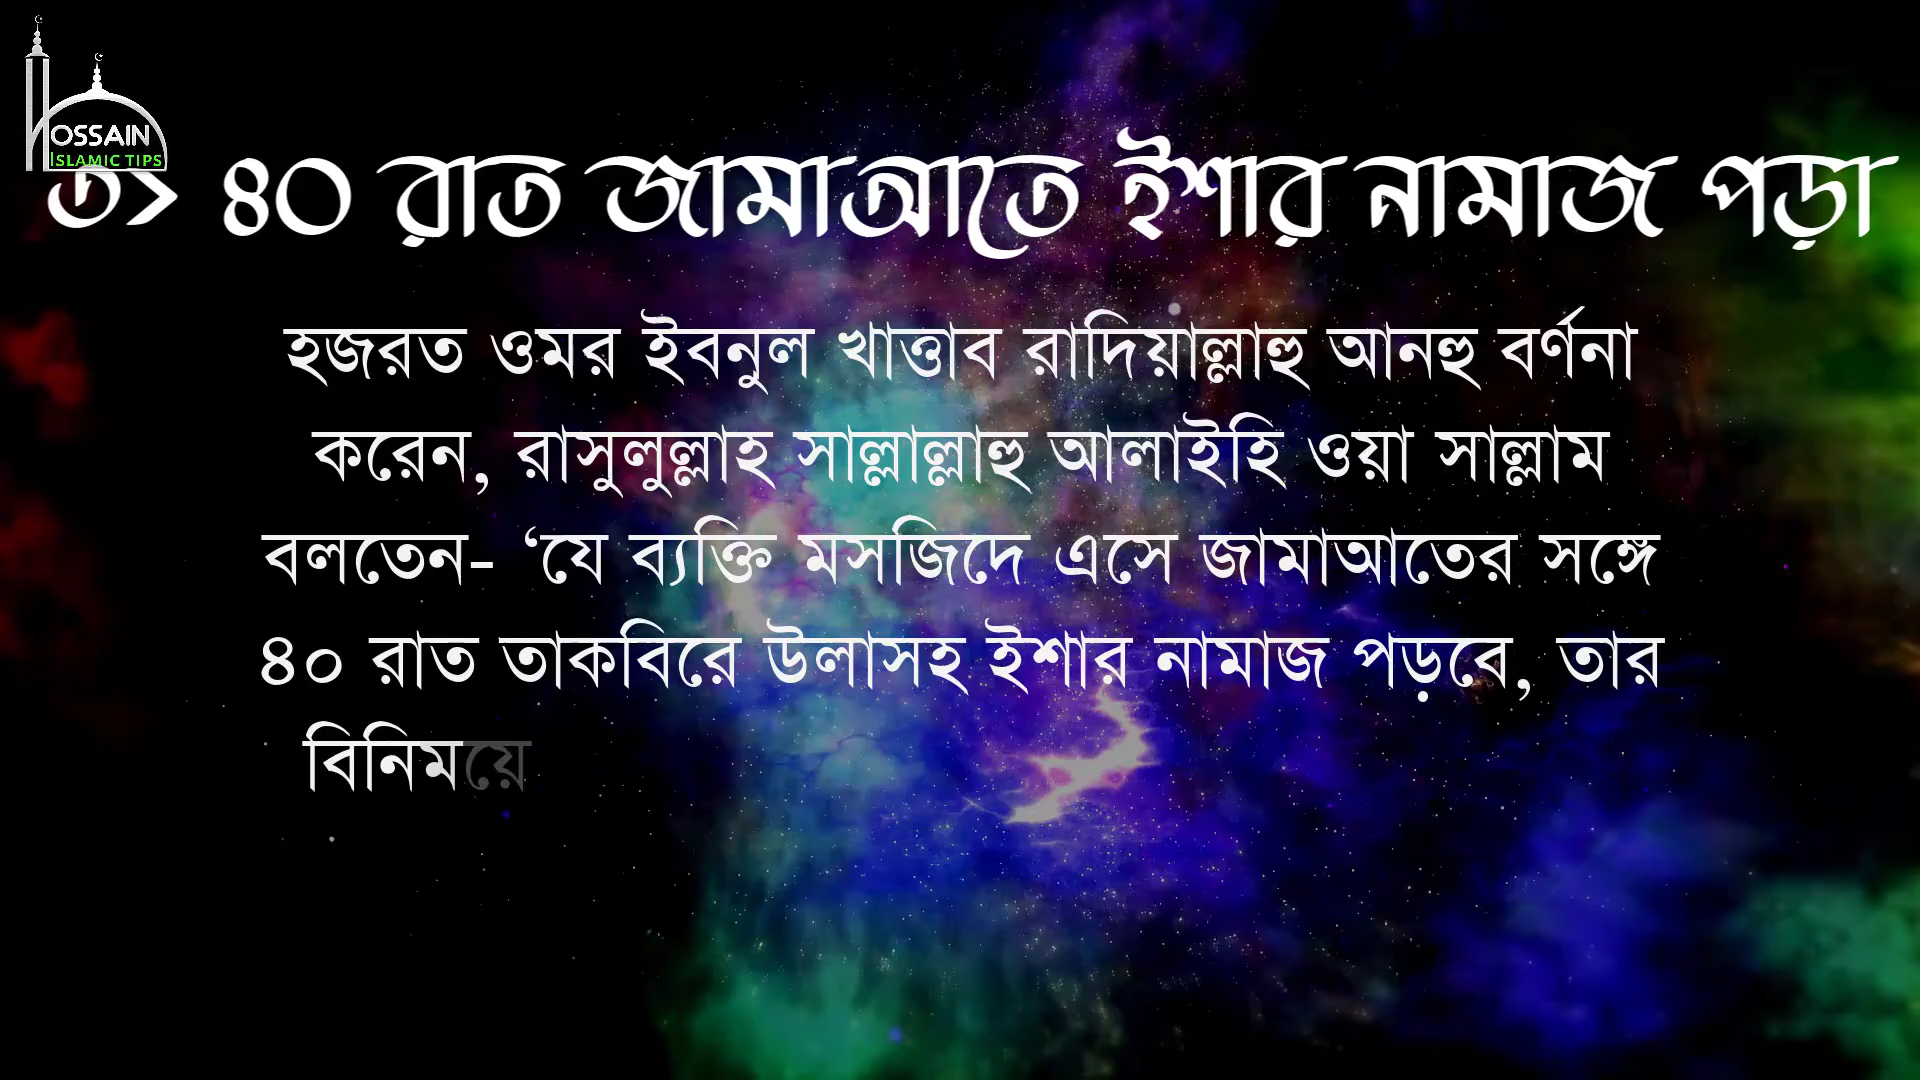 HOSSAIN
ISLAMIC TIPS
৩> ৪০ রাত জামাআতে ইশার নামাজ পড়া
হজরত ওমর ইবনুল খাত্তাব রাদিয়াল্লাহু আনহু বর্ণনা
করেন, রাসুলুল্লাহ সাল্লাল্লাহু আলাইহি ওয়া সাল্লাম
বলতেন- ‘যে ব্যক্তি মসজিদে এসে জামাআতের সঙ্গে
৪০ রাত তাকবিরে উলাসহ ইশার নামাজ পড়বে, তার
বিনিময়ে